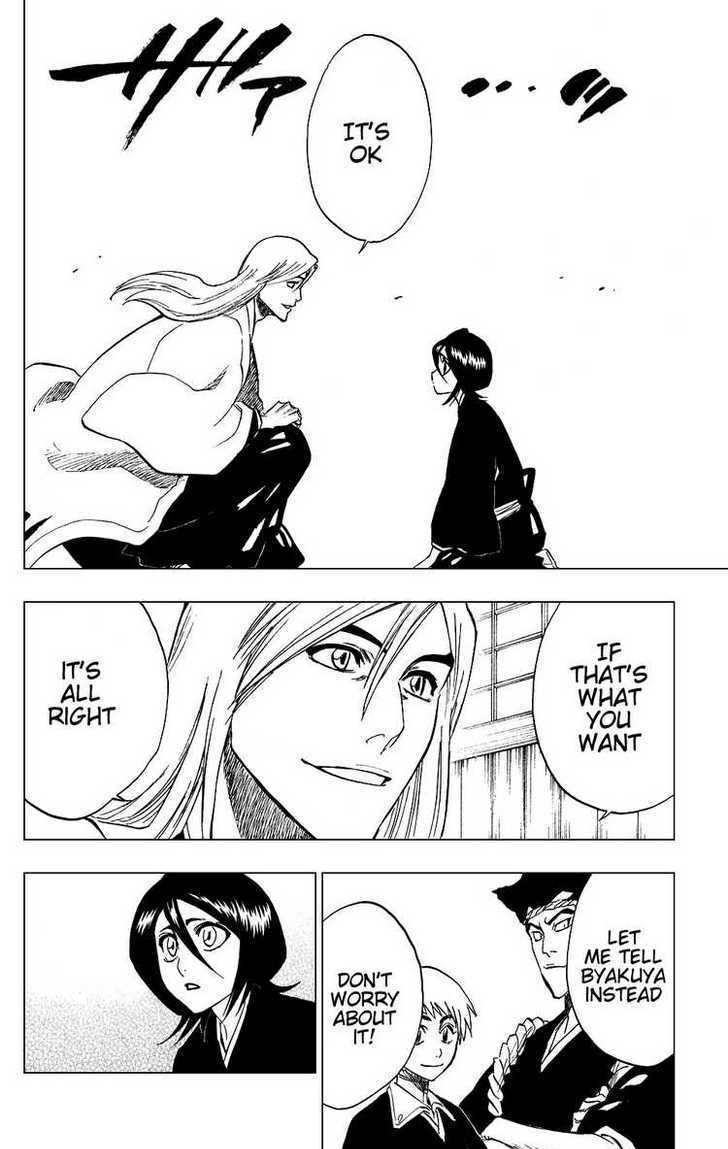 IT'S
OK
IF
THAT'S
WHAT
YOU
WANT
IT'S
ALL
RIGHT
LET
ME TELL
BYAKUYA
INSTEAD
DON'T
WORRY
ABOUT
IT!